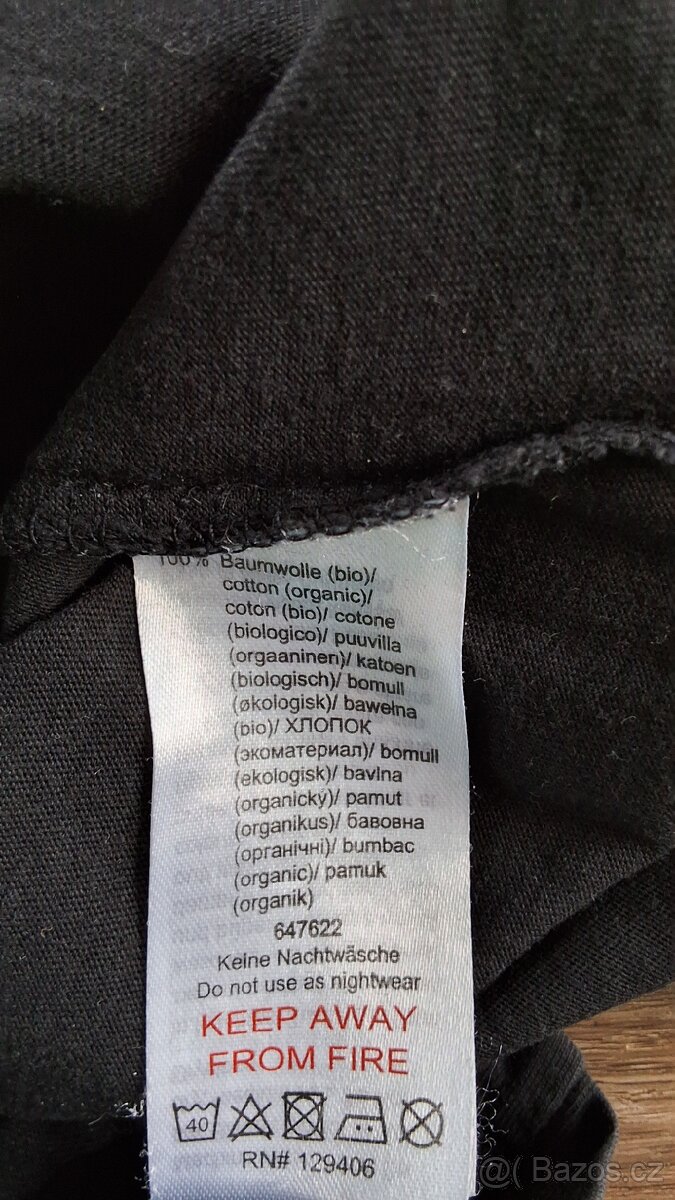 100% Baumwolle (bio)/
cotton (organic)/
coton (bio)/ cotone
(biologico)/ puuvilla
(orgaaninen)/ katoen
(biologisch)/ bomull
(økologisk)/ bawełna
(bio)/ ХЛОПОК
(экоматериал)/ bomull
(ekologisk)/ bavlna
(organický)/ pamut
(organikus)/ бавовна
(органічні)/ bumbac
(organic)/ pamuk
(organik)
647622
Keine Nachtwäsche
Do not use as nightwear
KEEP AWAY
FROM FIRE
40
RN# 129406
@( Bazos.cz